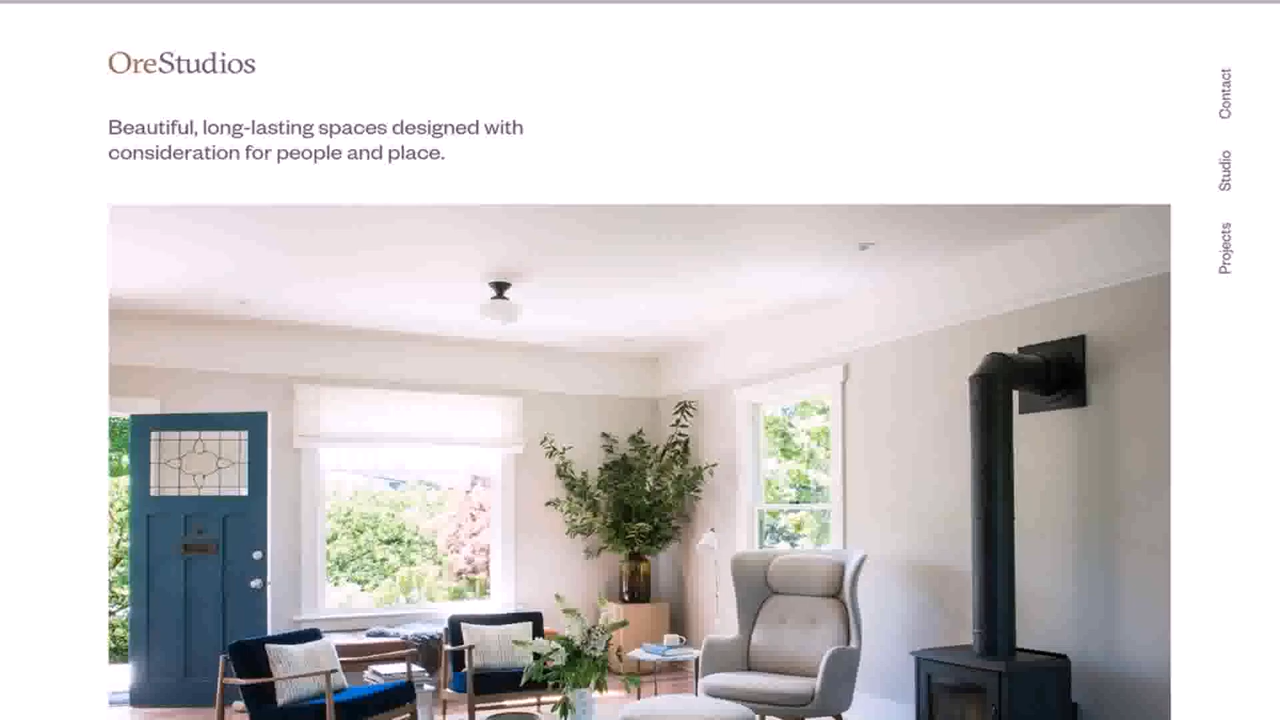 OreStudios
Beautiful, long-lasting spaces designed with
consideration for people and place.
Contact
Studio
Projects